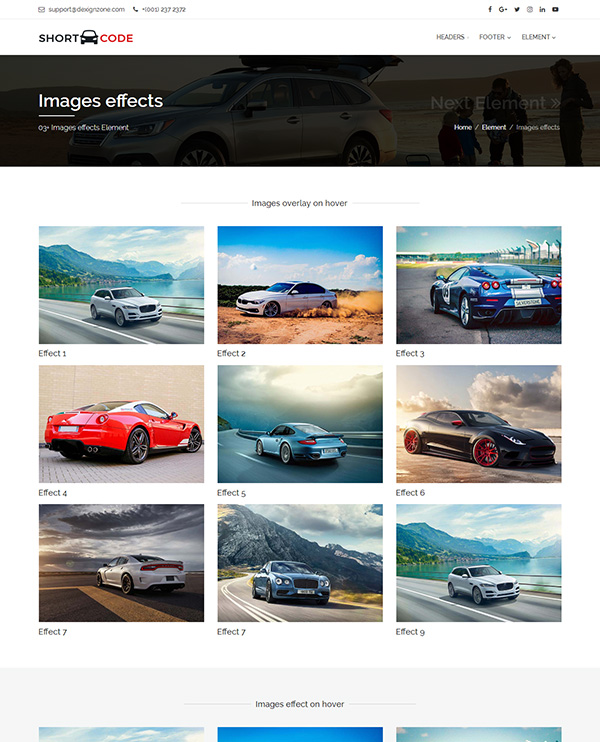 support@dexignzone.com +(001) 237 2372
SHORT CODE
HEADERS FOOTER ELEMENT
Images effects
Next Element »
03+ Images effects Element
Home / Element / Images effects
Images overlay on hover
Effect 1
Effect 2
SILVERSTONE
Effect 3
Effect 4
Effect 5
Effect 6
Effect 7
Effect 7
Effect 9
Images effect on hover